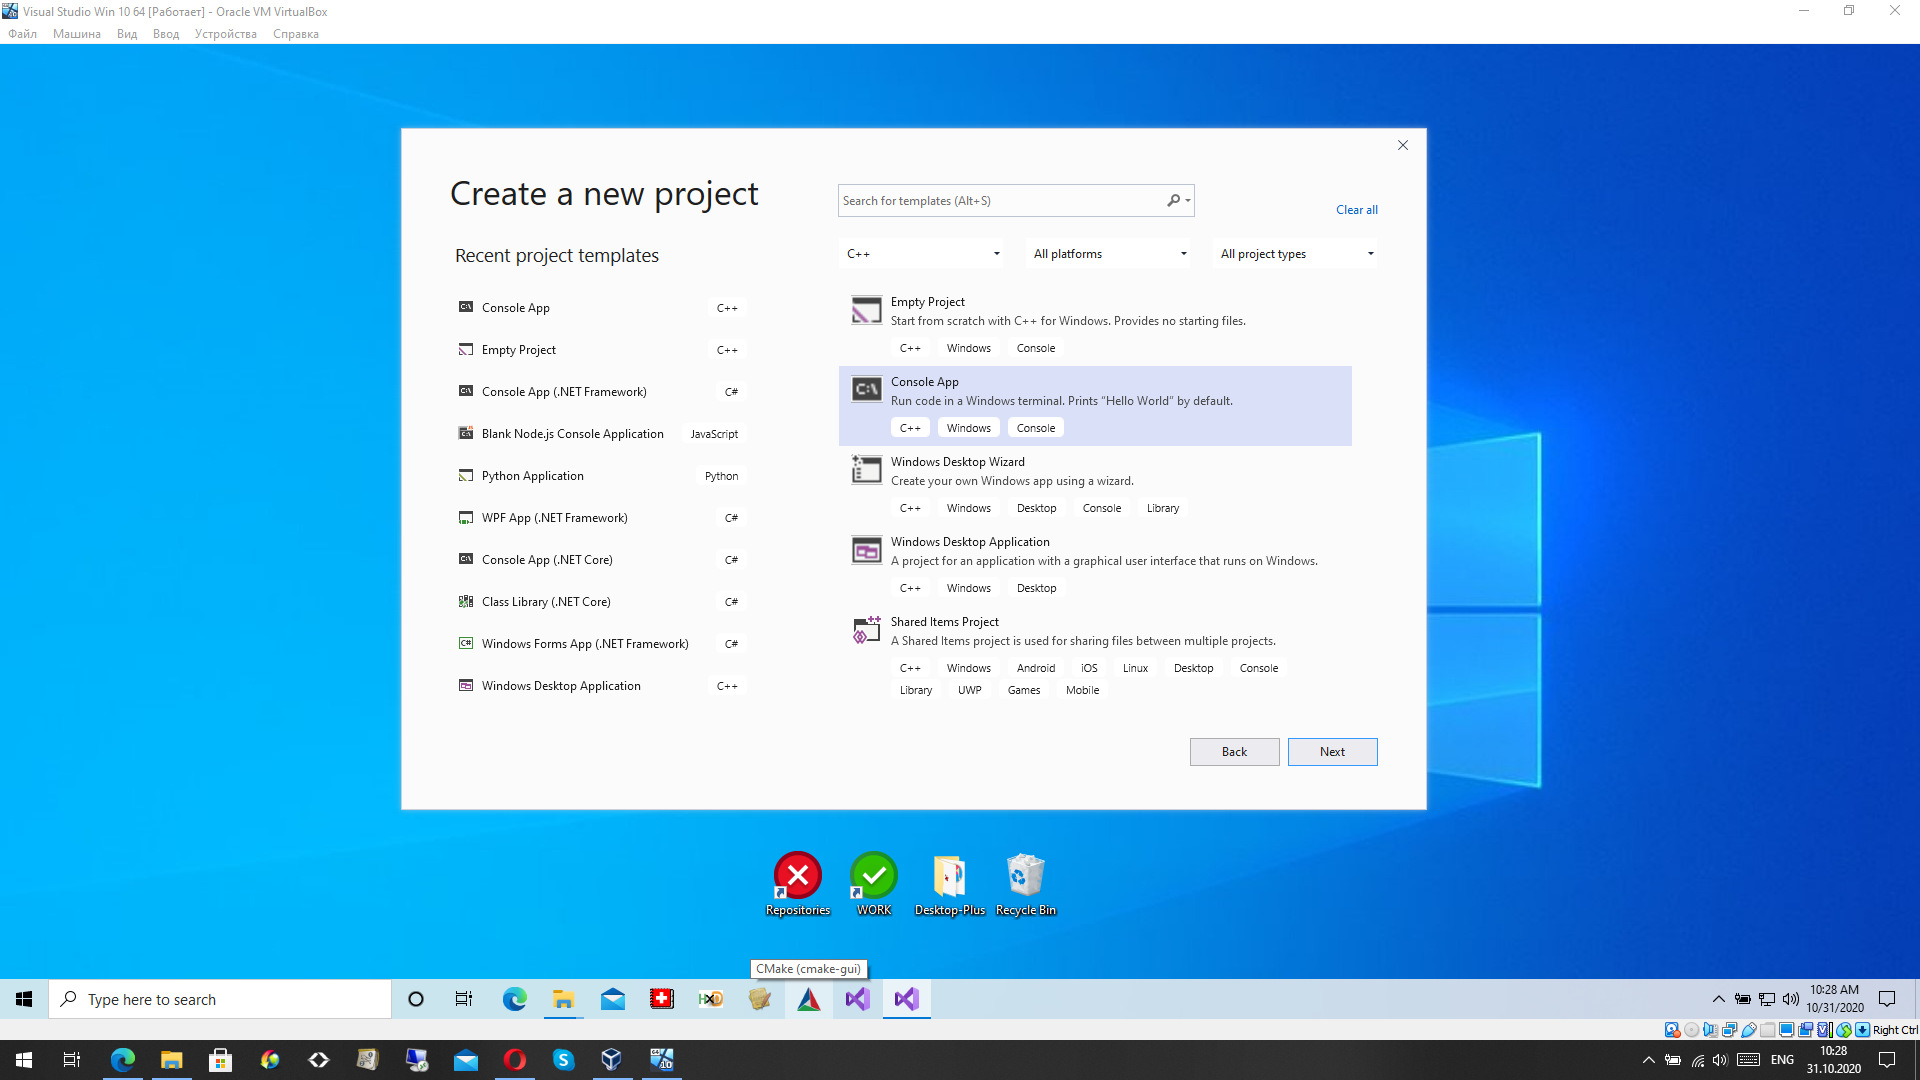 Visual Studio Win 10 64 [Работает] - Oracle VM VirtualBox
Файл Машина Вид Ввод Устройства Справка
Create a new project
Search for templates (Alt+S)
Clear all
Recent project templates
C++ All platforms All project types
Console App C++
Empty Project C++
Console App (.NET Framework) C#
Blank Node.js Console Application JavaScript
Python Application Python
WPF App (.NET Framework) C#
Console App (.NET Core) C#
Class Library (.NET Core) C#
Windows Forms App (.NET Framework) C#
Windows Desktop Application C++
Empty Project
Start from scratch with C++ for Windows. Provides no starting files.
C++ Windows Console
Console App
Run code in a Windows terminal. Prints "Hello World" by default.
C++ Windows Console
Windows Desktop Wizard
Create your own Windows app using a wizard.
C++ Windows Desktop Console Library
Windows Desktop Application
A project for an application with a graphical user interface that runs on Windows.
C++ Windows Desktop
Shared Items Project
A Shared Items project is used for sharing files between multiple projects.
C++ Windows Android iOS Linux Desktop Console
Library UWP Games Mobile
Back Next
Repositories WORK Desktop-Plus Recycle Bin
CMake (cmake-gui)
Type here to search
10:28 AM
10/31/2020
Right Ctrl
ENG
10:28
31.10.2020